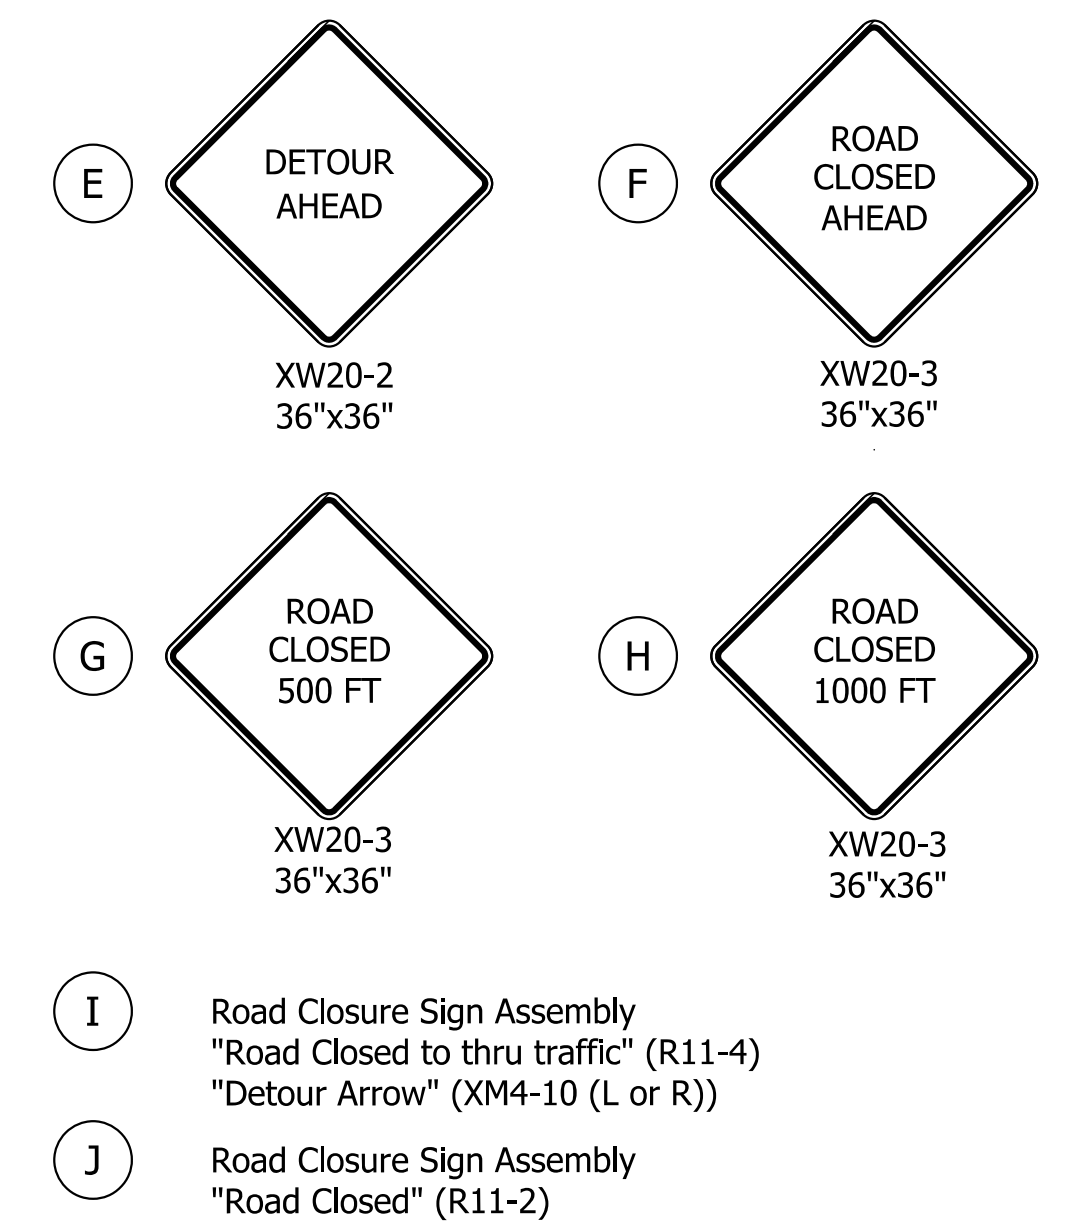 E
DETOUR
AHEAD
XW20-2
36"x36"
F
ROAD
CLOSED
AHEAD
XW20-3
36"x36"
G
ROAD
CLOSED
500 FT
XW20-3
36"x36"
H
ROAD
CLOSED
1000 FT
XW20-3
36"x36"
I
Road Closure Sign Assembly
"Road Closed to thru traffic" (R11-4)
"Detour Arrow" (XM4-10 (L or R))
J
Road Closure Sign Assembly
"Road Closed" (R11-2)